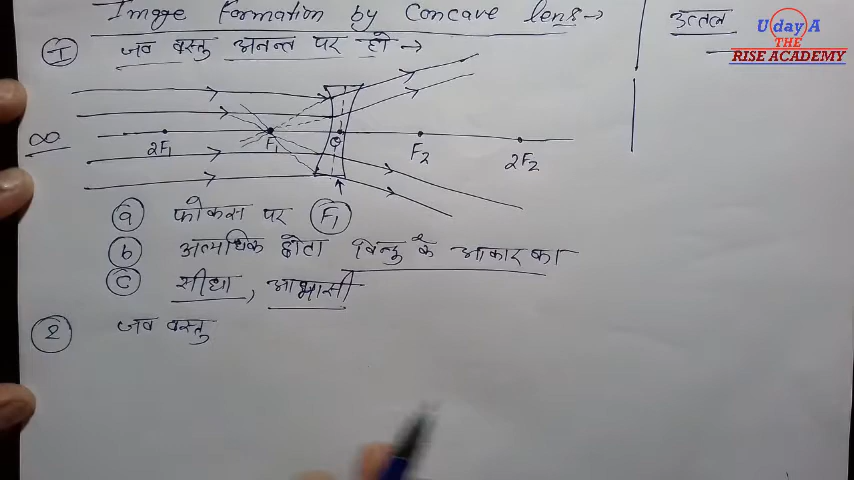 Image Formation by Concave lens→
उत्तल
Uday A
THE
RISE ACADEMY
I जब वस्तु अनन्त पर हो →
∞
2F₁ F₁ O F₂ 2F₂
a फोकस पर F₁
b अत्यधिक छोटा बिन्दु के आकार का
C सीधा, आभासी
2 जब वस्तु